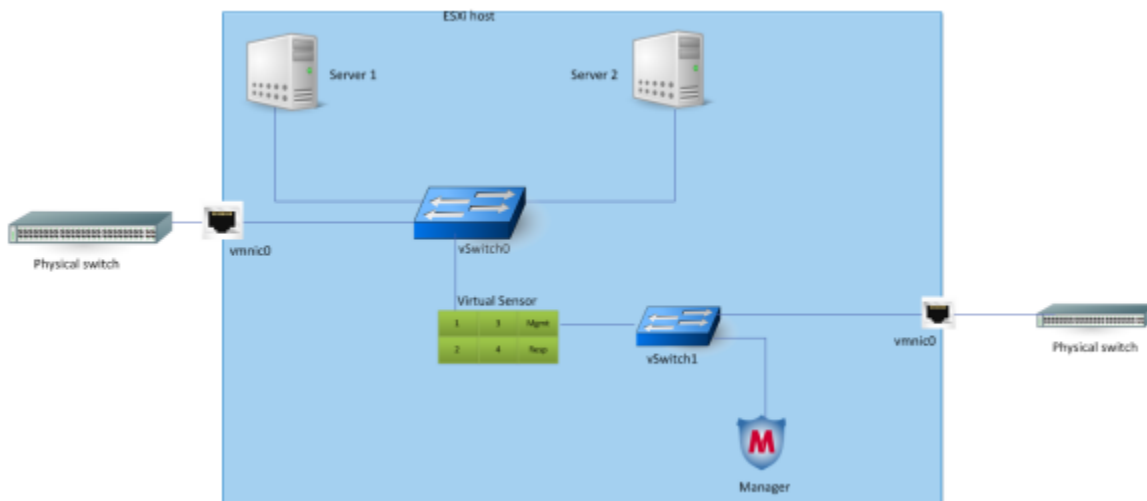 ESXi host
Server 1
Server 2
vmnic0
Physical switch
vSwitch0
Virtual Sensor
1 3 Mgmt
2 4 Resp
vSwitch1
vmnic0
Physical switch
M
Manager